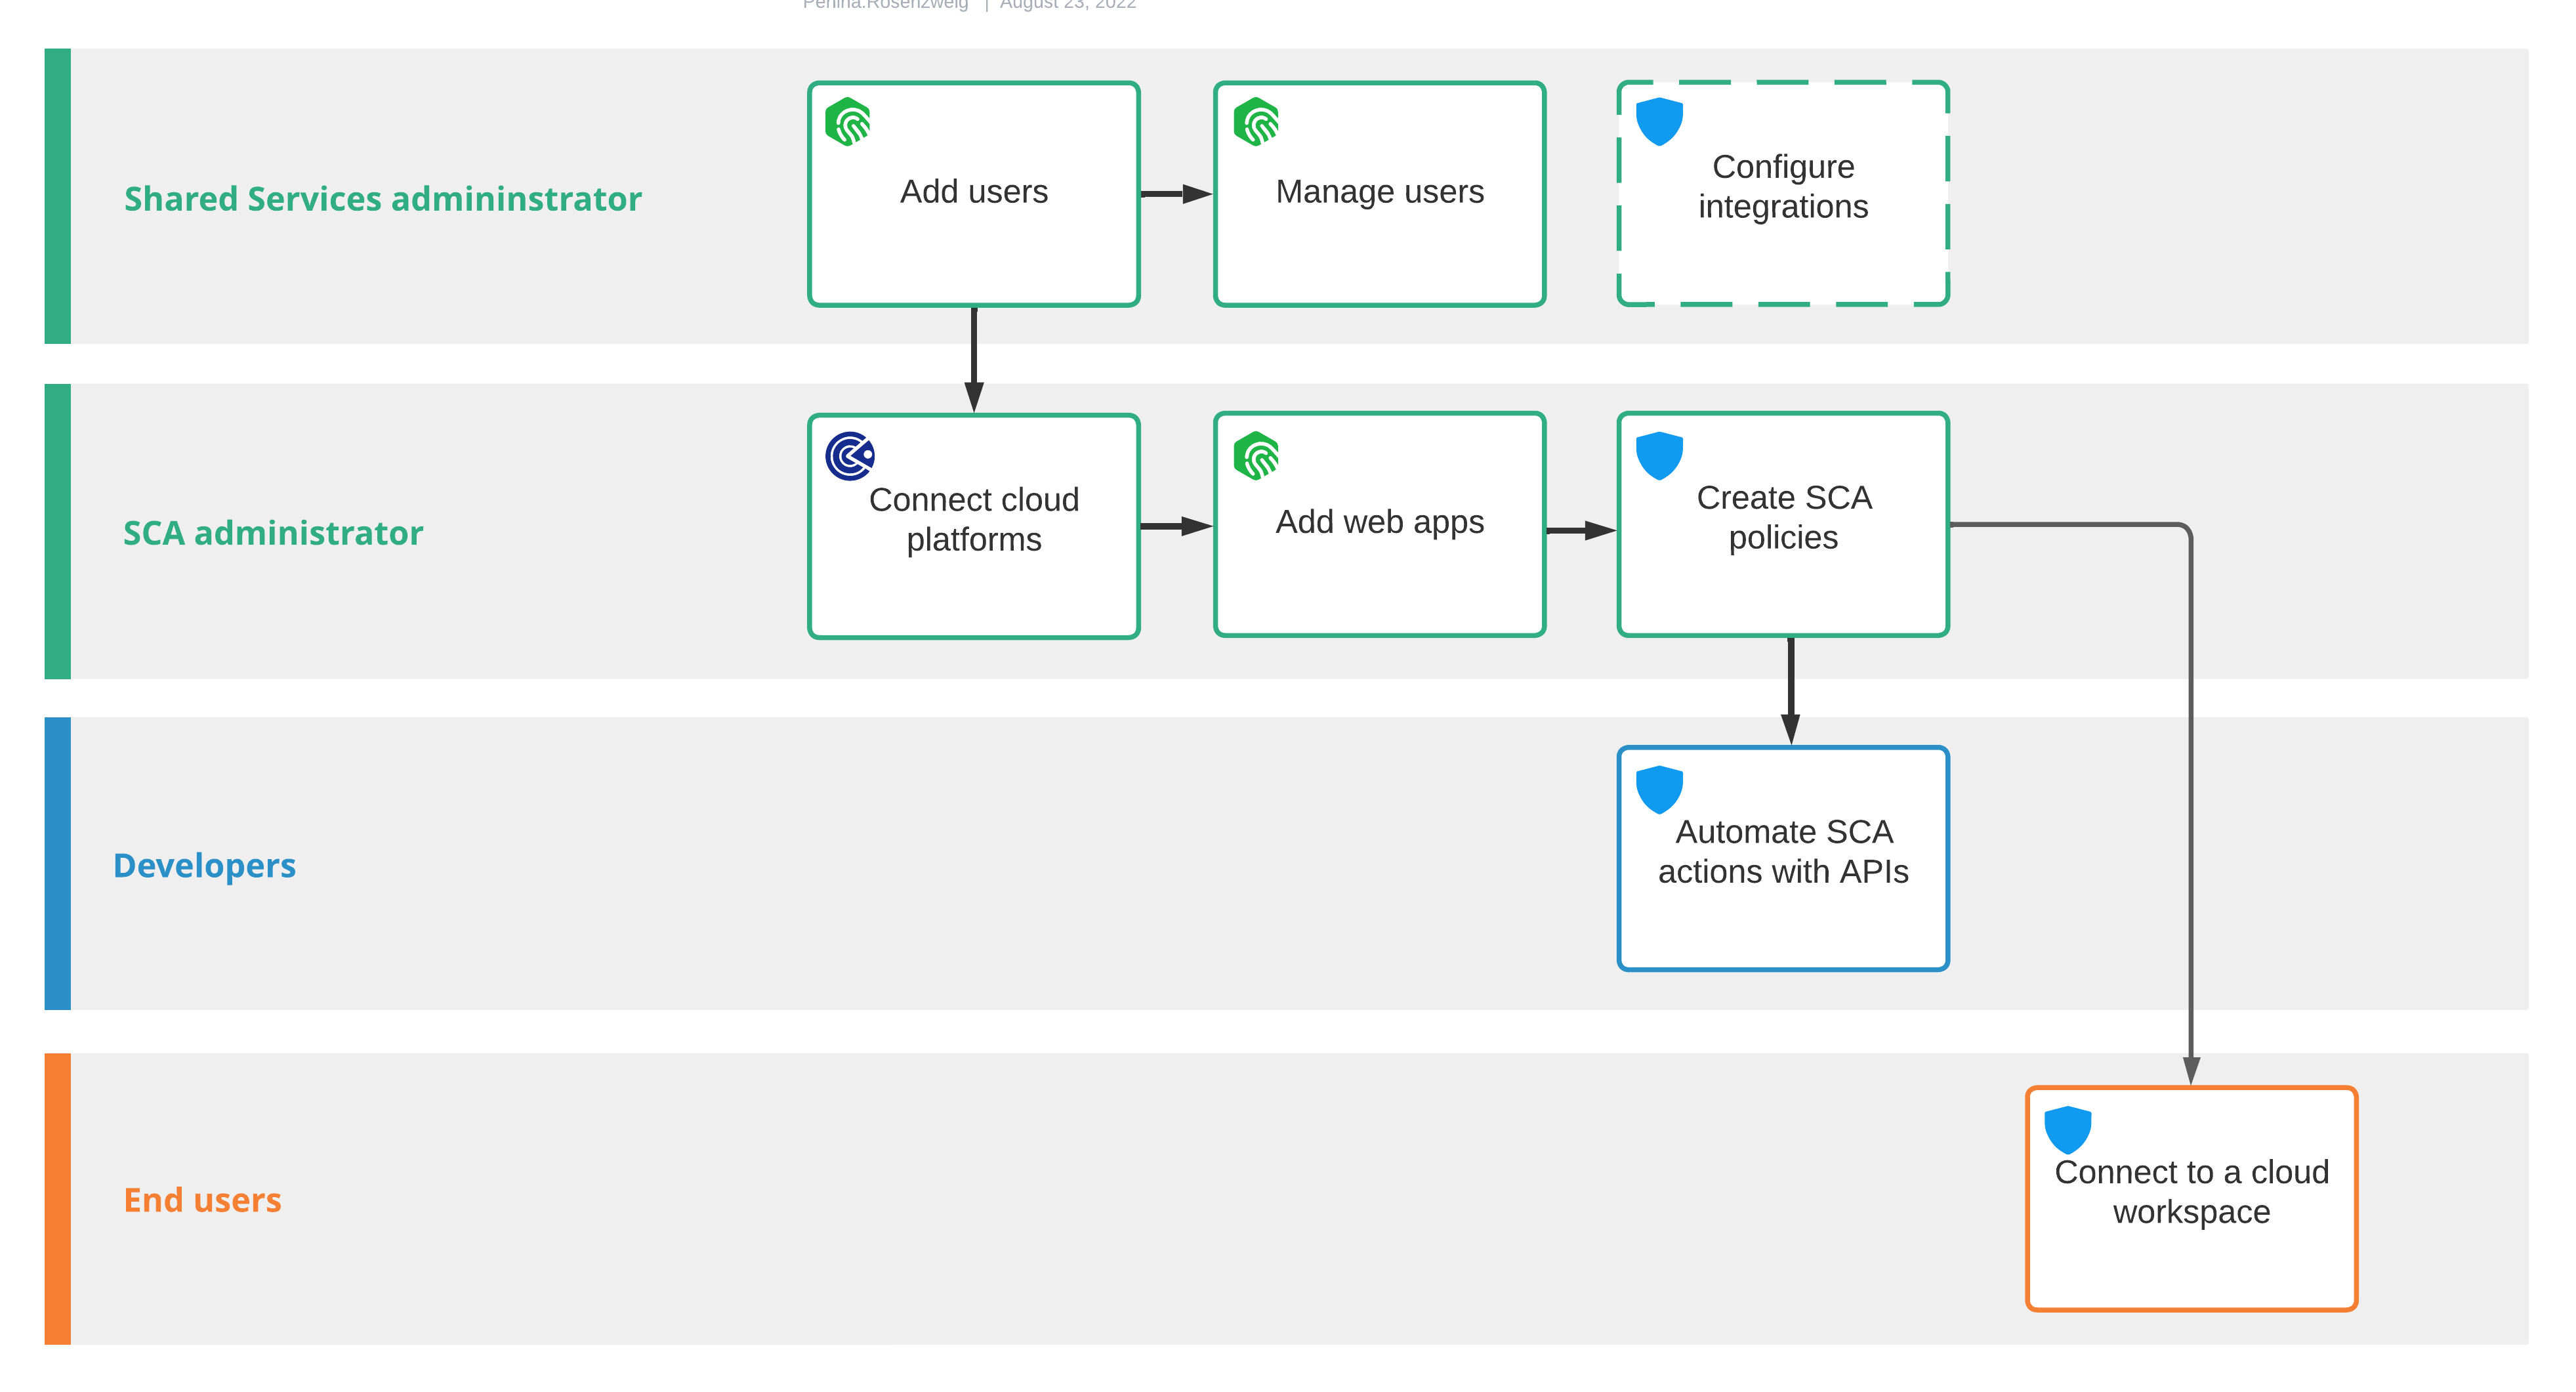 Perlina.Rosenzweig | August 23, 2022
Add users
Manage users
Configure
integrations
Shared Services admininstrator
Connect cloud
platforms
Add web apps
Create SCA
policies
SCA administrator
Automate SCA
actions with APIs
Developers
Connect to a cloud
workspace
End users